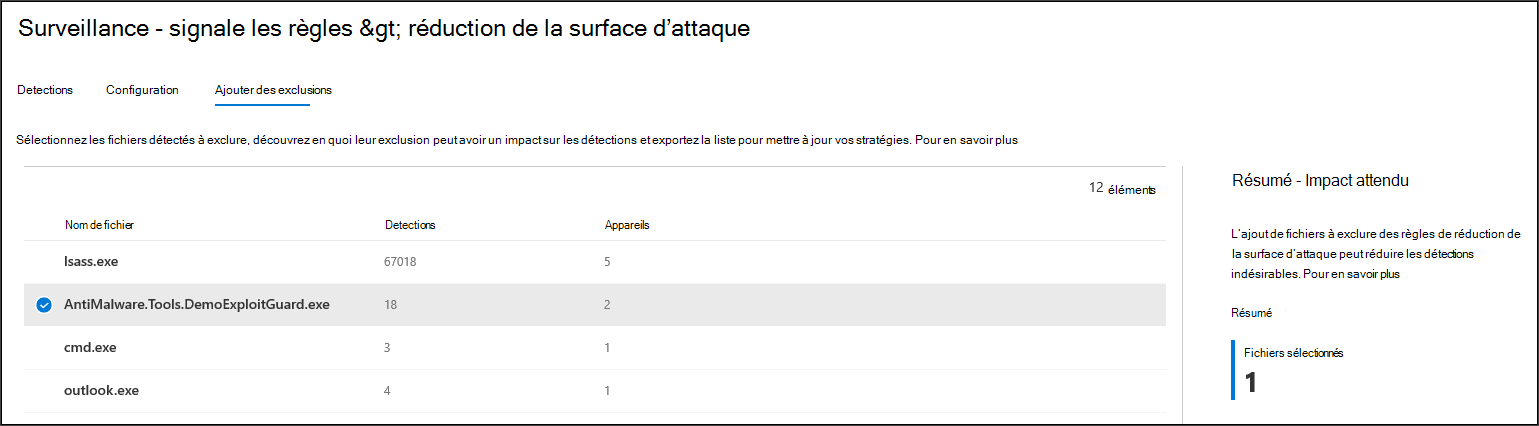 Surveillance - signale les règles &gt; réduction de la surface d’attaque
Detections Configuration Ajouter des exclusions
Sélectionnez les fichiers détectés à exclure, découvrez en quoi leur exclusion peut avoir un impact sur les détections et exportez la liste pour mettre à jour vos stratégies. Pour en savoir plus
12 éléments
Nom de fichier Detections Appareils
lsass.exe 67018 5
AntiMalware.Tools.DemoExploitGuard.exe 18 2
cmd.exe 3 1
outlook.exe 4 1
Résumé - Impact attendu
L’ajout de fichiers à exclure des règles de réduction de
la surface d’attaque peut réduire les détections
indésirables. Pour en savoir plus
Résumé
Fichiers sélectionnés
1